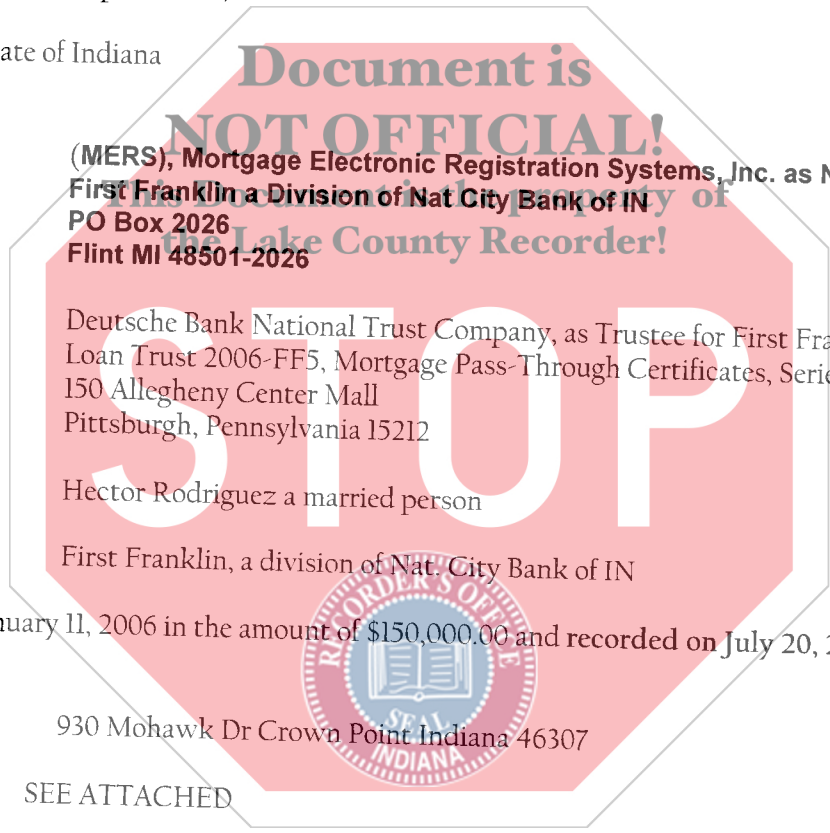 ate of Indiana
Document is
NOT OFFICIAL!
(MERS), Mortgage Electronic Registration Systems, Inc. as N
This Document is the property of
First Franklin a Division of Nat City Bank of IN
PO Box 2026
the Lake County Recorder!
Flint MI 48501-2026
Deutsche Bank National Trust Company, as Trustee for First Fra
Loan Trust 2006-FF5, Mortgage Pass-Through Certificates, Serie
150 Allegheny Center Mall
Pittsburgh, Pennsylvania 15212
STOP
Hector Rodriguez a married person
First Franklin, a division of Nat. City Bank of IN
RECORDER'S OFFICE
nuary 11, 2006 in the amount of $150,000.00 and recorded on July 20, 2
SEAL
930 Mohawk Dr Crown Point Indiana 46307
INDIANA
SEE ATTACHED